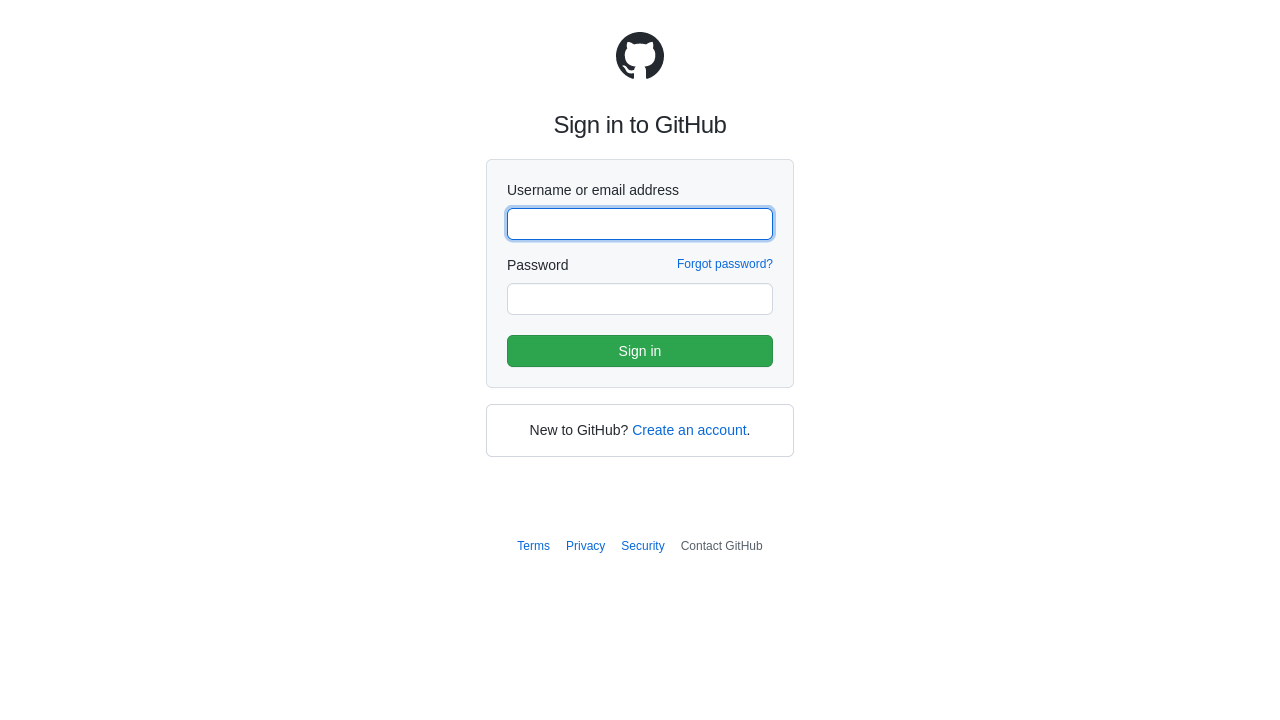 Sign in to GitHub
Username or email address
Password Forgot password?
Sign in
New to GitHub? Create an account.
Terms Privacy Security Contact GitHub